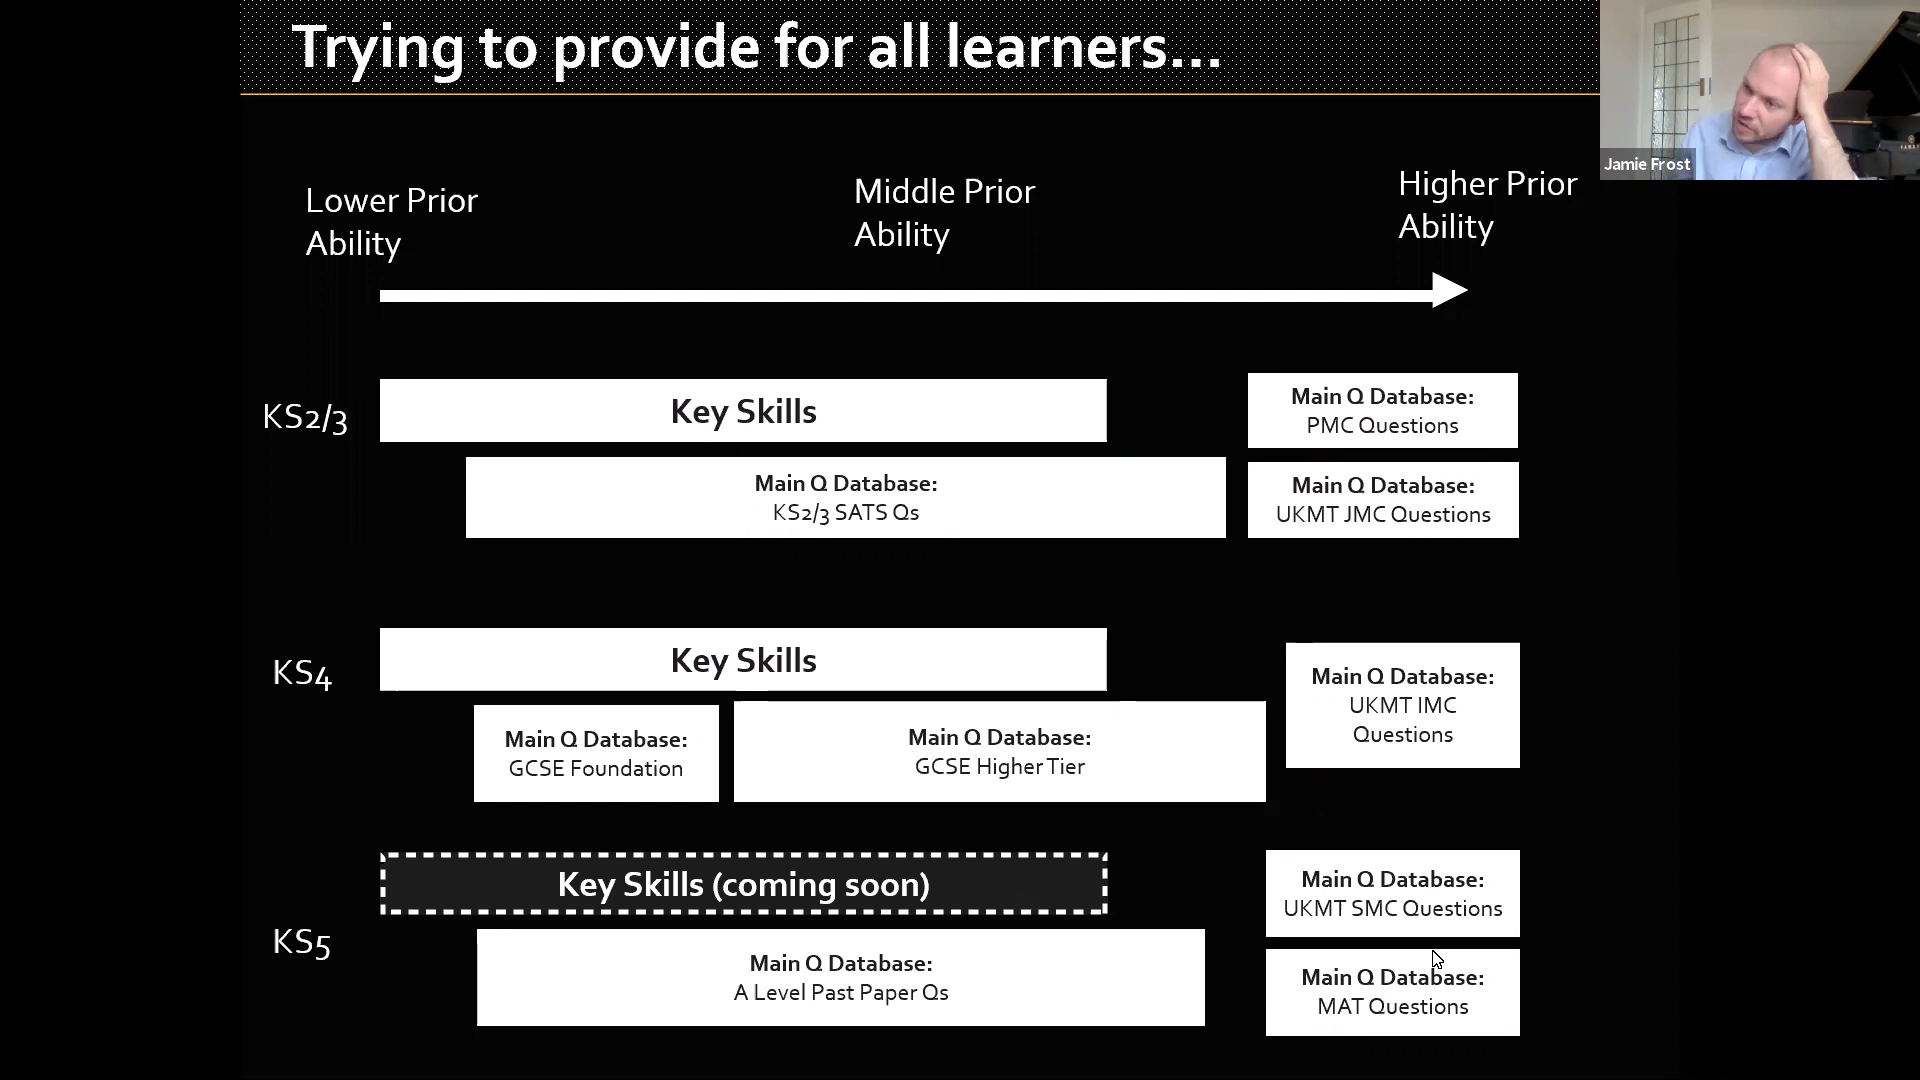 Trying to provide for all learners...
Jamie Frost
Lower Prior
Ability
Middle Prior
Ability
Higher Prior
Ability
KS2/3
Key Skills
Main Q Database:
PMC Questions
Main Q Database:
KS2/3 SATS Qs
Main Q Database:
UKMT JMC Questions
KS4
Key Skills
Main Q Database:
GCSE Foundation
Main Q Database:
GCSE Higher Tier
Main Q Database:
UKMT IMC
Questions
KS5
Key Skills (coming soon)
Main Q Database:
A Level Past Paper Qs
Main Q Database:
UKMT SMC Questions
Main Q Database:
MAT Questions